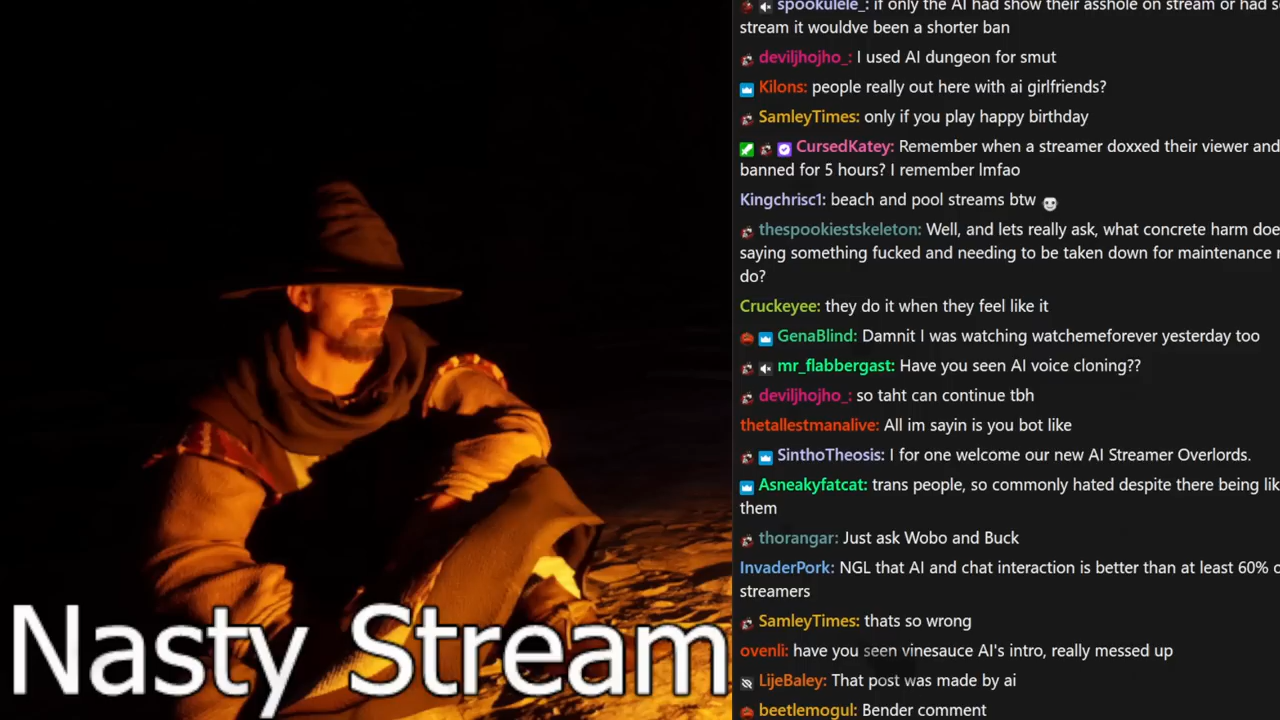 spookulele_: if only the AI had show their asshole on stream or had
stream it wouldve been a shorter ban
deviljhojho_: I used AI dungeon for smut
Kilons: people really out here with ai girlfriends?
SamleyTimes: only if you play happy birthday
CursedKatey: Remember when a streamer doxxed their viewer and
banned for 5 hours? I remember lmfao
Kingchrisc1: beach and pool streams btw
thespookiestskeleton: Well, and lets really ask, what concrete harm
saying something fucked and needing to be taken down for maintenance
do?
Cruckeyee: they do it when they feel like it
GenaBlind: Damnit I was watching watchemeforever yesterday too
mr_flabbergast: Have you seen AI voice cloning??
deviljhojho_: so taht can continue tbh
thetallestmanalive: All im sayin is you bot like
SinthoTheosis: I for one welcome our new AI Streamer Overlords.
Asneakyfatcat: trans people, so commonly hated despite there being
them
thorangar: Just ask Wobo and Buck
InvaderPork: NGL that AI and chat interaction is better than at least 60%
streamers
SamleyTimes: thats so wrong
ovenli: have you seen vinesauce AI's intro, really messed up
LijeBaley: That post was made by ai
beetlemogul: Bender comment
Nasty Stream